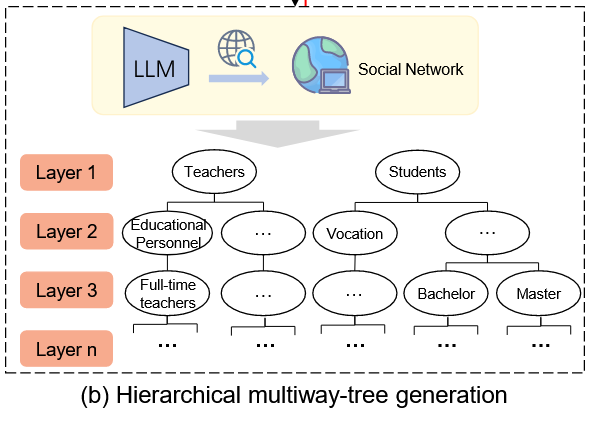 LLM
Social Network
Layer 1
Teachers
Students
Layer 2
Educational
Personnel
...
Vocation
...
Layer 3
Full-time
teachers
...
...
Bachelor
Master
Layer n
...
...
...
...
...
(b) Hierarchical multiway-tree generation